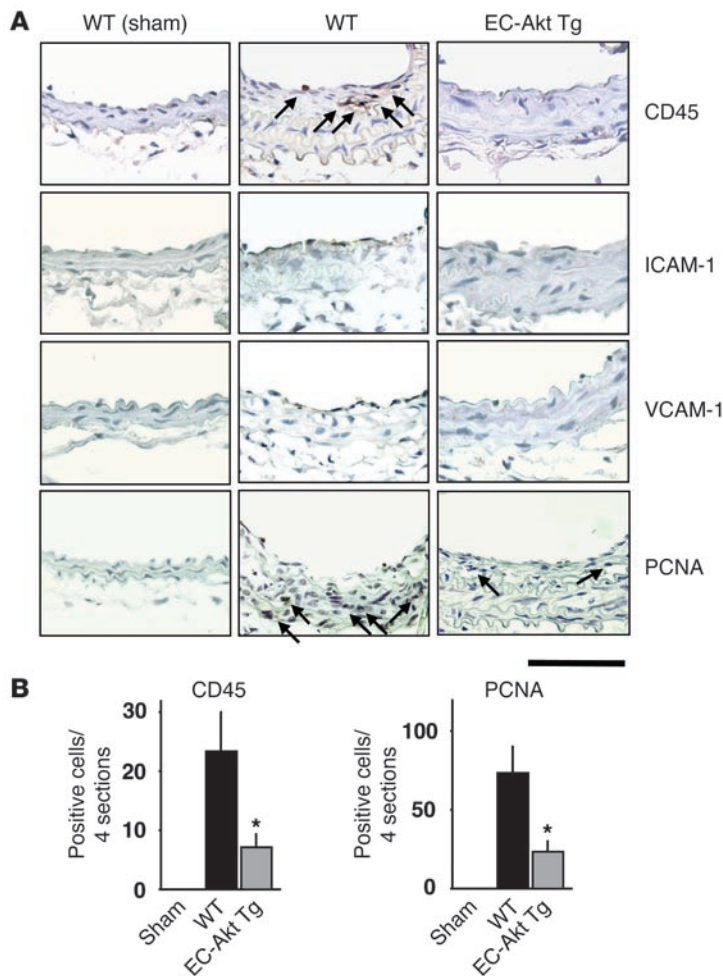 A
WT (sham) WT EC-Akt Tg
CD45
ICAM-1
VCAM-1
PCNA
B
CD45
Positive cells/
4 sections
30
20
10
0
*
Sham WT EC-Akt Tg
PCNA
Positive cells/
4 sections
100
50
0
*
Sham WT EC-Akt Tg